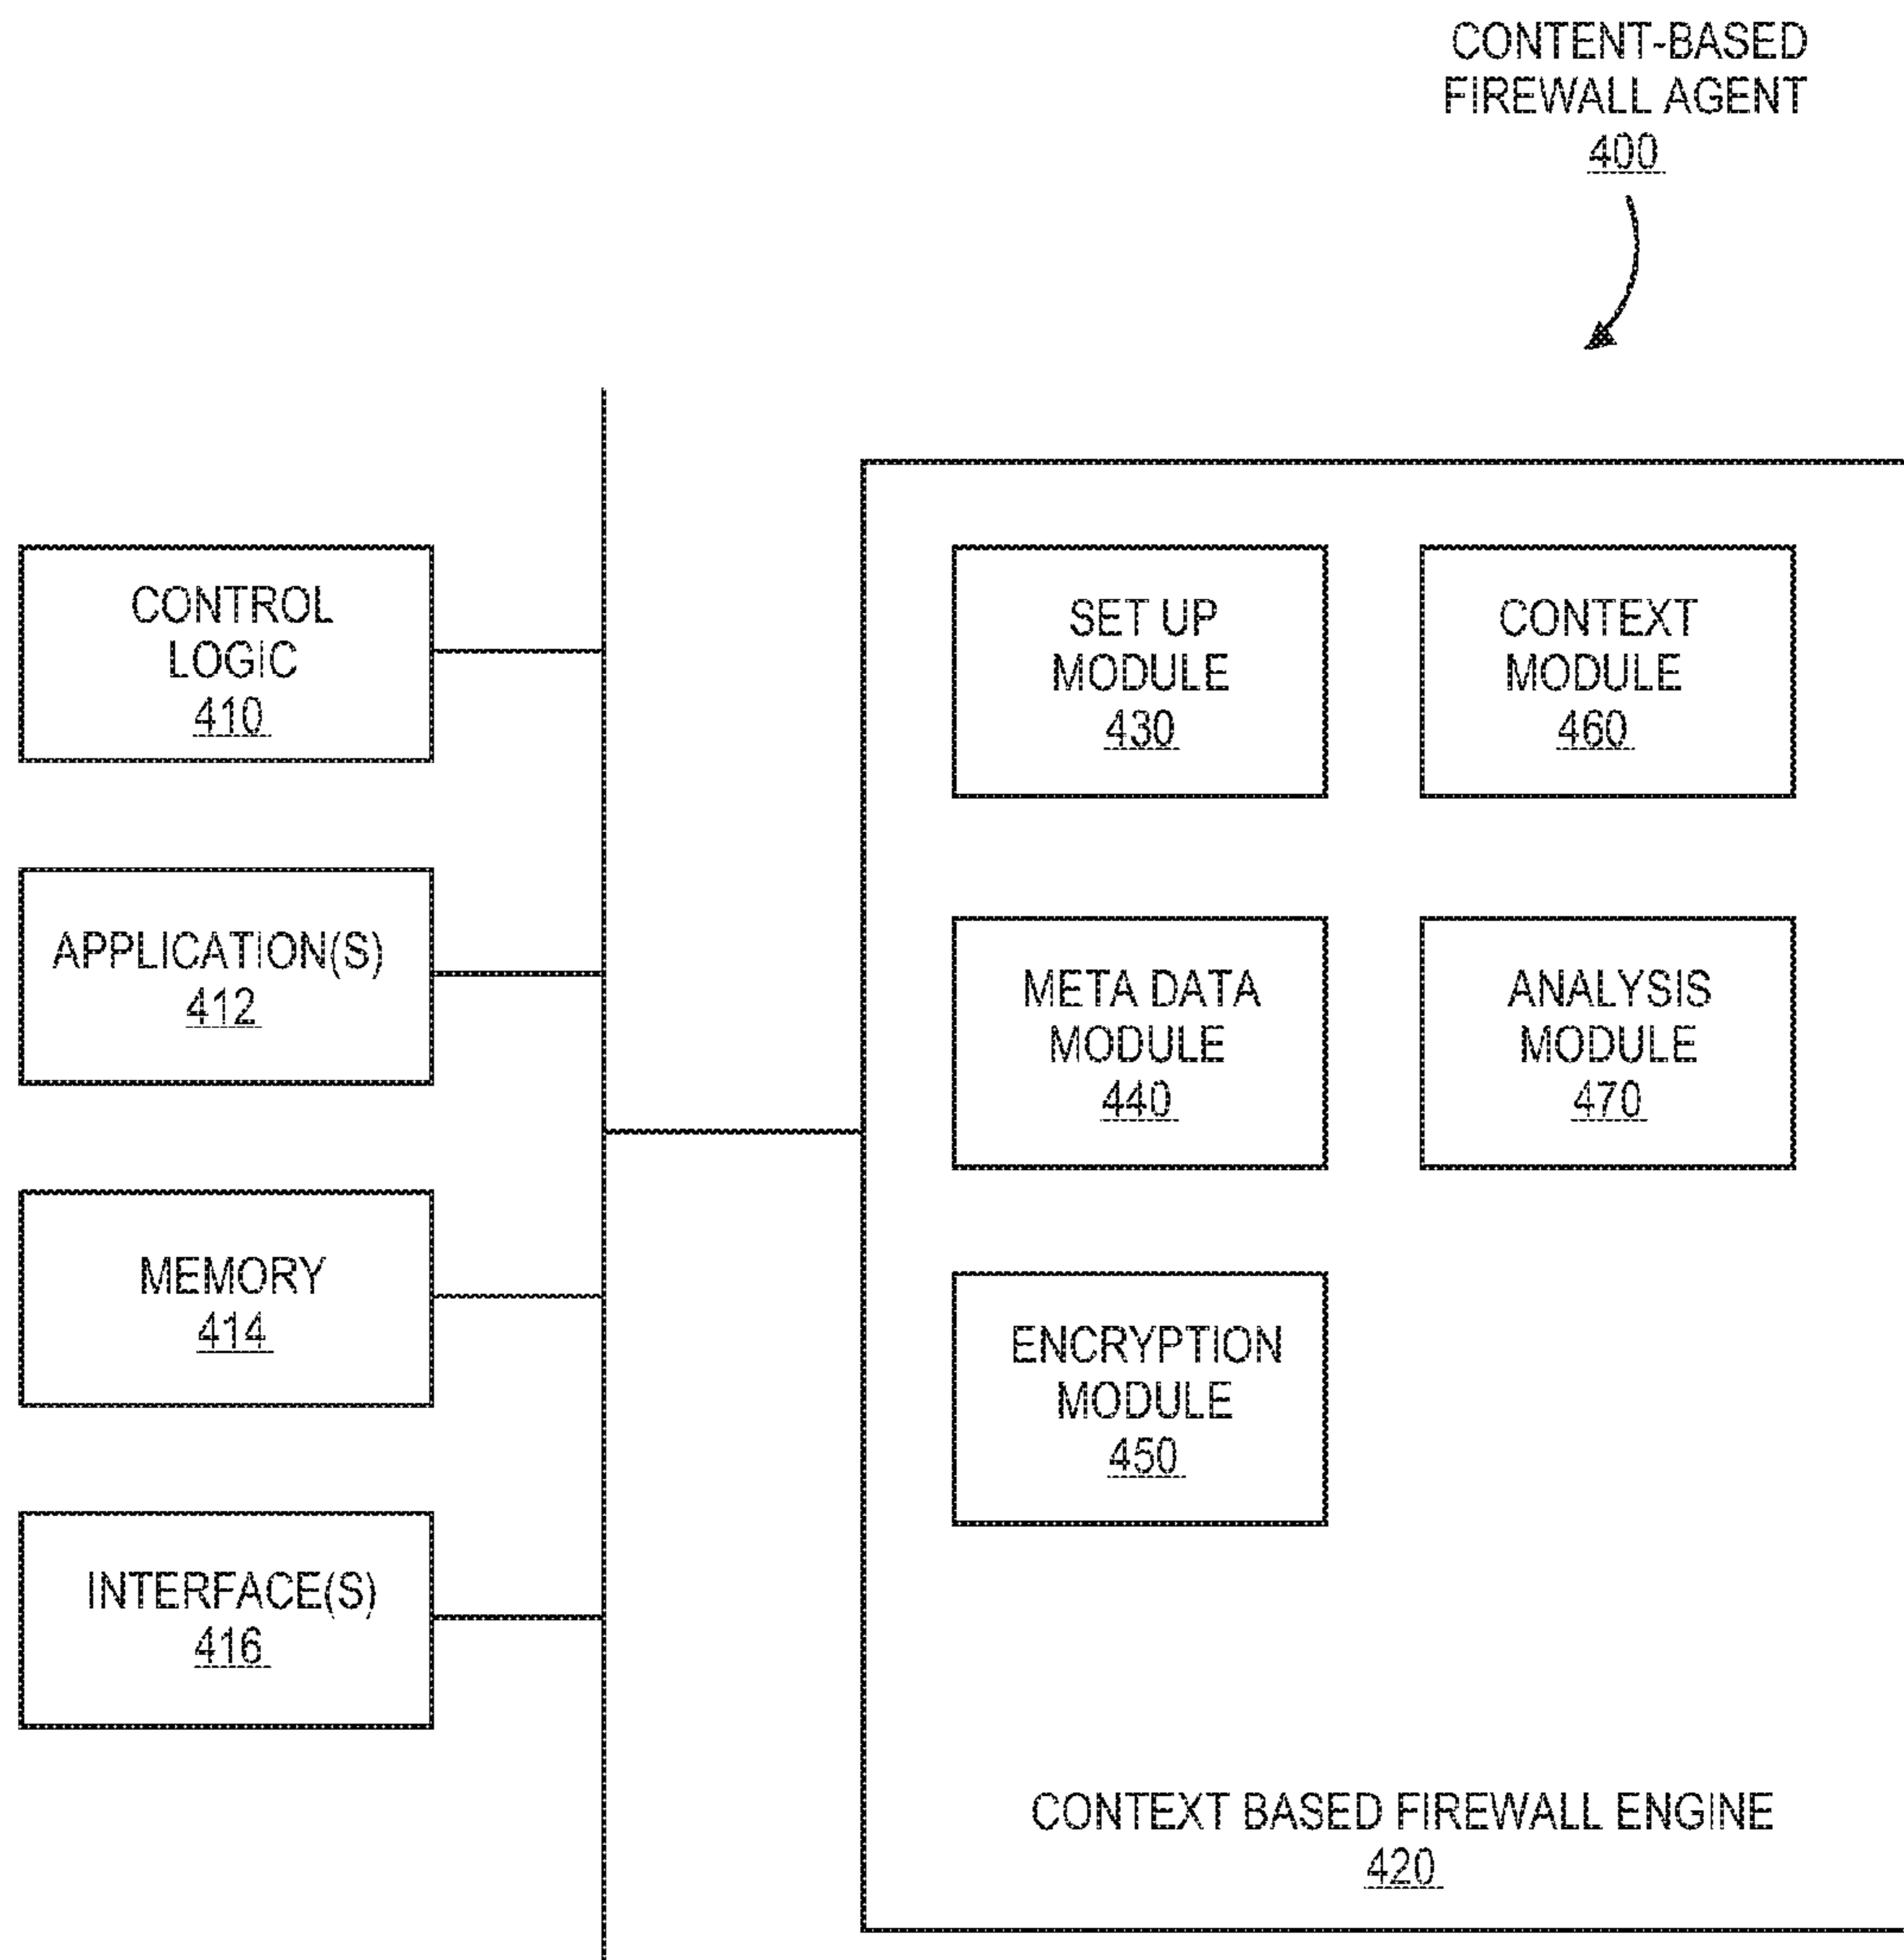 CONTENT-BASED
FIREWALL AGENT
400
CONTROL
LOGIC
410
APPLICATION(S)
412
MEMORY
414
INTERFACE(S)
416
SET UP
MODULE
430
CONTEXT
MODULE
460
META DATA
MODULE
440
ANALYSIS
MODULE
470
ENCRYPTION
MODULE
450
CONTEXT BASED FIREWALL ENGINE
420